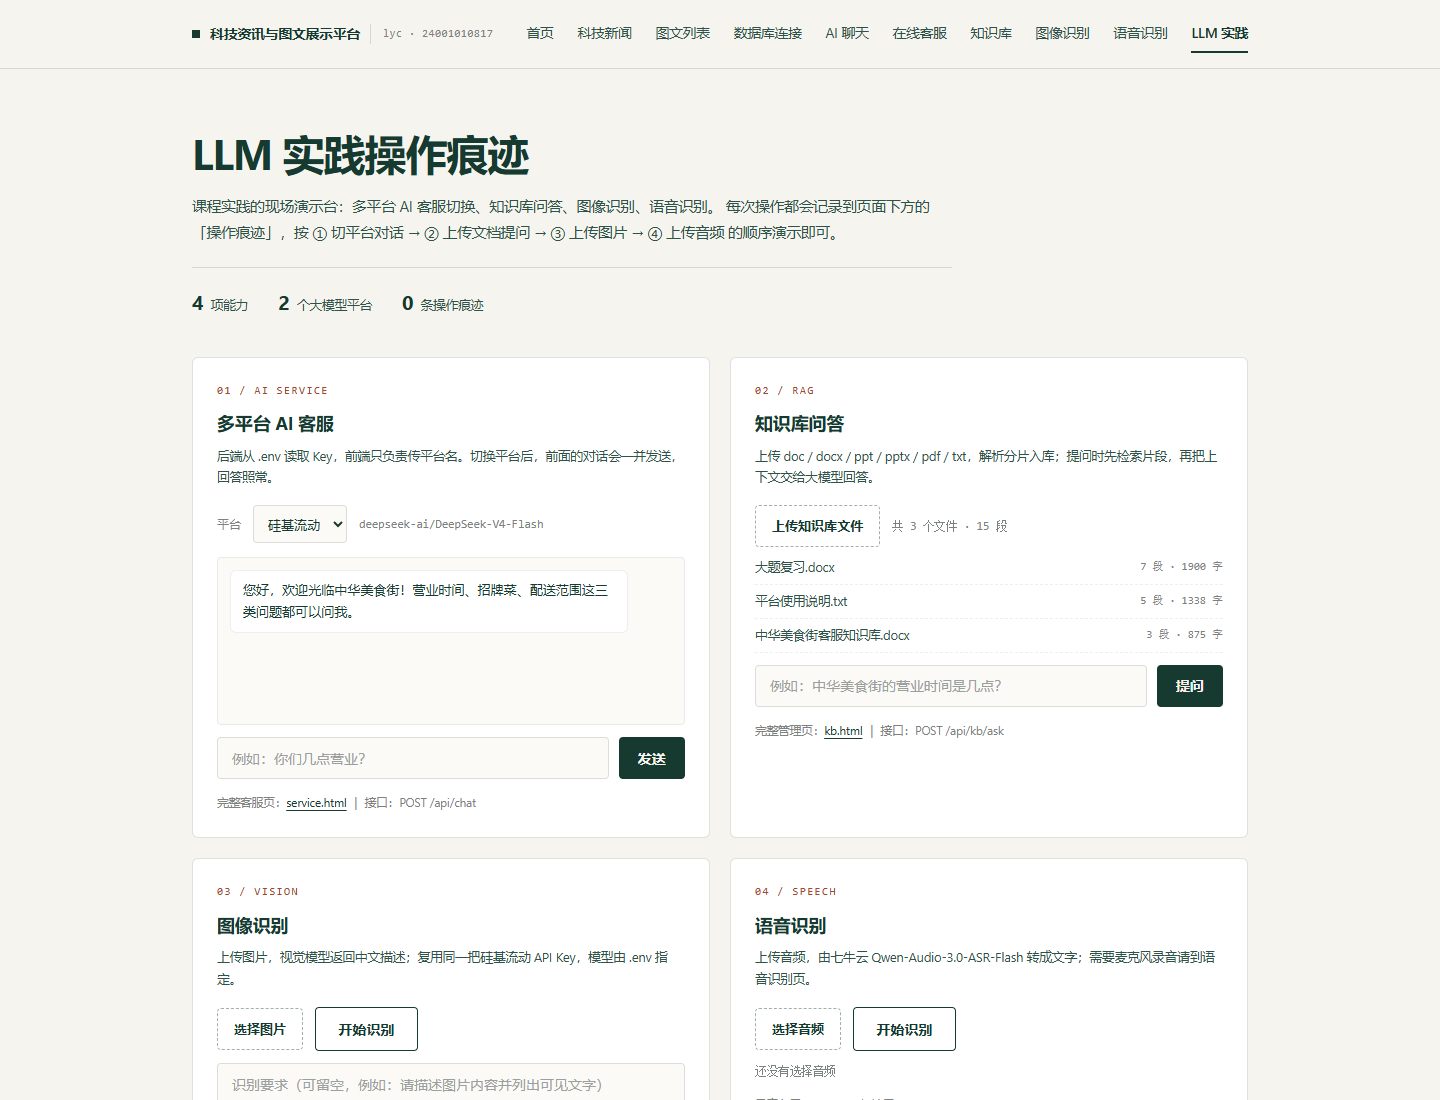 科技资讯与图文展示平台 lyc · 24001010817 首页 科技新闻 图文列表 数据库连接 AI 聊天 在线客服 知识库 图像识别 语音识别 LLM 实践
LLM 实践操作痕迹
课程实践的现场演示台：多平台 AI 客服切换、知识库问答、图像识别、语音识别。 每次操作都会记录到页面下方的
「操作痕迹」，按 ① 切平台对话 → ② 上传文档提问 → ③ 上传图片 → ④ 上传音频 的顺序演示即可。
4 项能力 2 个大模型平台 0 条操作痕迹
01 / AI SERVICE
多平台 AI 客服
后端从 .env 读取 Key，前端只负责传平台名。切换平台后，前面的对话会一并发送，
回答照常。
平台 硅基流动 deepseek-ai/DeepSeek-V4-Flash
您好，欢迎光临中华美食街！营业时间、招牌菜、配送范围这三
类问题都可以问我。
例如：你们几点营业？ 发送
完整客服页：service.html ｜ 接口：POST /api/chat
02 / RAG
知识库问答
上传 doc / docx / ppt / pptx / pdf / txt，解析分片入库；提问时先检索片段，再把上
下文交给大模型回答。
上传知识库文件 共 3 个文件 · 15 段
大题复习.docx 7 段 · 1900 字
平台使用说明.txt 5 段 · 1338 字
中华美食街客服知识库.docx 3 段 · 875 字
例如：中华美食街的营业时间是几点？ 提问
完整管理页：kb.html ｜ 接口：POST /api/kb/ask
03 / VISION
图像识别
上传图片，视觉模型返回中文描述；复用同一把硅基流动 API Key，模型由 .env 指
定。
选择图片 开始识别
识别要求（可留空，例如：请描述图片内容并列出可见文字）
04 / SPEECH
语音识别
上传音频，由七牛云 Qwen-Audio-3.0-ASR-Flash 转成文字；需要麦克风录音请到语
音识别页。
选择音频 开始识别
还没有选择音频